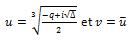 u = ∛((-q+i√Δ)/2) et v = u̅